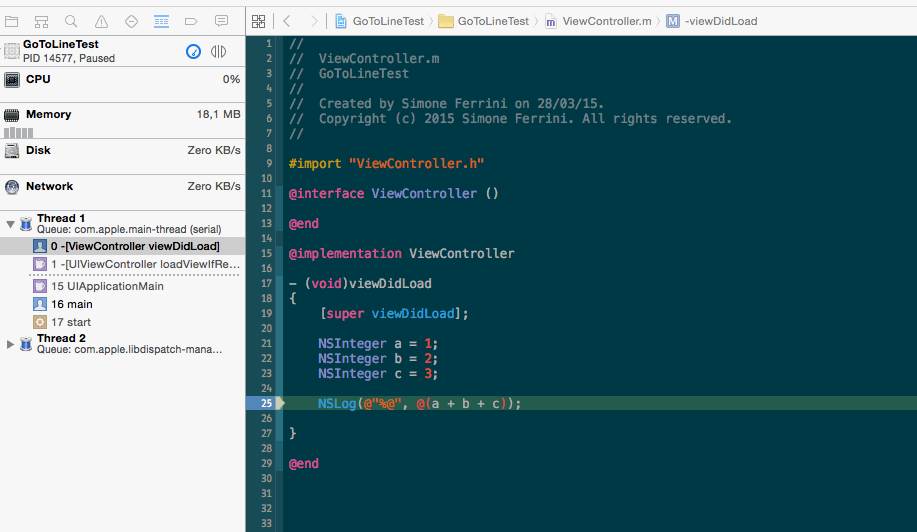 GoToLineTest
PID 14577, Paused
CPU 0%
Memory 18,1 MB
Disk Zero KB/s
Network Zero KB/s
Thread 1
Queue: com.apple.main-thread (serial)
0 -[ViewController viewDidLoad]
1 -[UIViewController loadViewIfRe...
15 UIApplicationMain
16 main
17 start
Thread 2
Queue: com.apple.libdispatch-mana...
GoToLineTest GoToLineTest m ViewController.m M -viewDidLoad
1 //
2 //  ViewController.m
3 //  GoToLineTest
4 //
5 //  Created by Simone Ferrini on 28/03/15.
6 //  Copyright (c) 2015 Simone Ferrini. All rights reserved.
7 //
8
9 #import "ViewController.h"
10
11 @interface ViewController ()
12
13 @end
14
15 @implementation ViewController
16
17 - (void)viewDidLoad
18 {
19     [super viewDidLoad];
20
21     NSInteger a = 1;
22     NSInteger b = 2;
23     NSInteger c = 3;
24
25     NSLog(@"%@", @(a + b + c));
26
27 }
28
29 @end
30
31
32
33